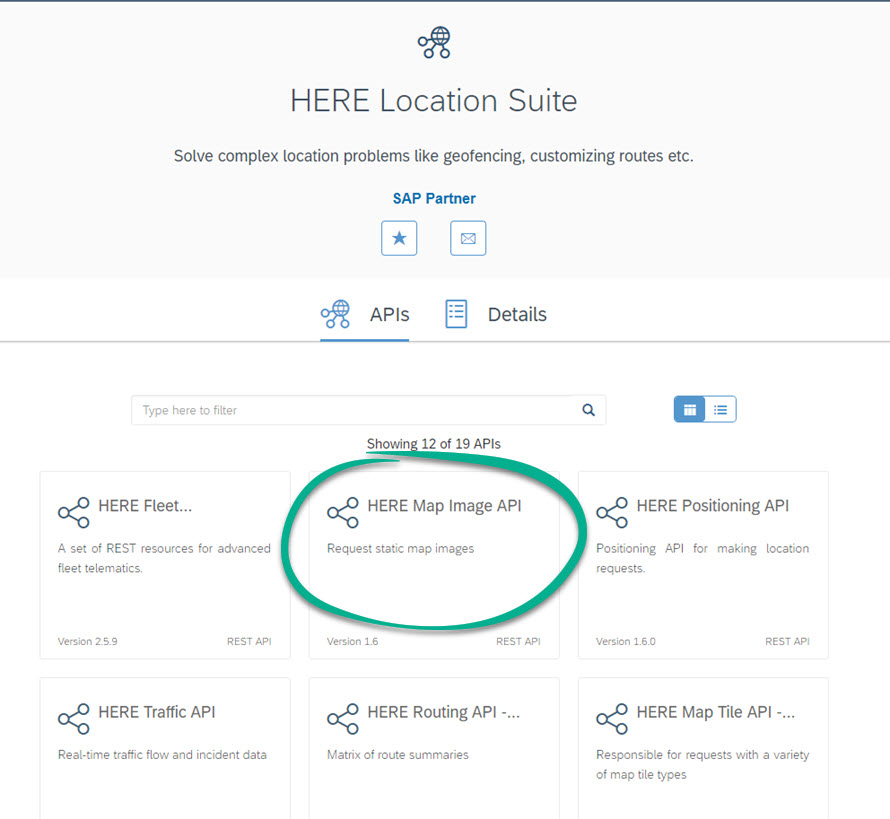 HERE Location Suite
Solve complex location problems like geofencing, customizing routes etc.
SAP Partner
APIs
Details
Type here to filter
Showing 12 of 19 APIs
HERE Fleet...
A set of REST resources for advanced
fleet telematics.
Version 2.5.9
REST API
HERE Map Image API
Request static map images
Version 1.6
REST API
HERE Positioning API
Positioning API for making location
requests.
Version 1.6.0
REST API
HERE Traffic API
Real-time traffic flow and incident data
HERE Routing API -...
Matrix of route summaries
HERE Map Tile API -...
Responsible for requests with a variety
of map tile types